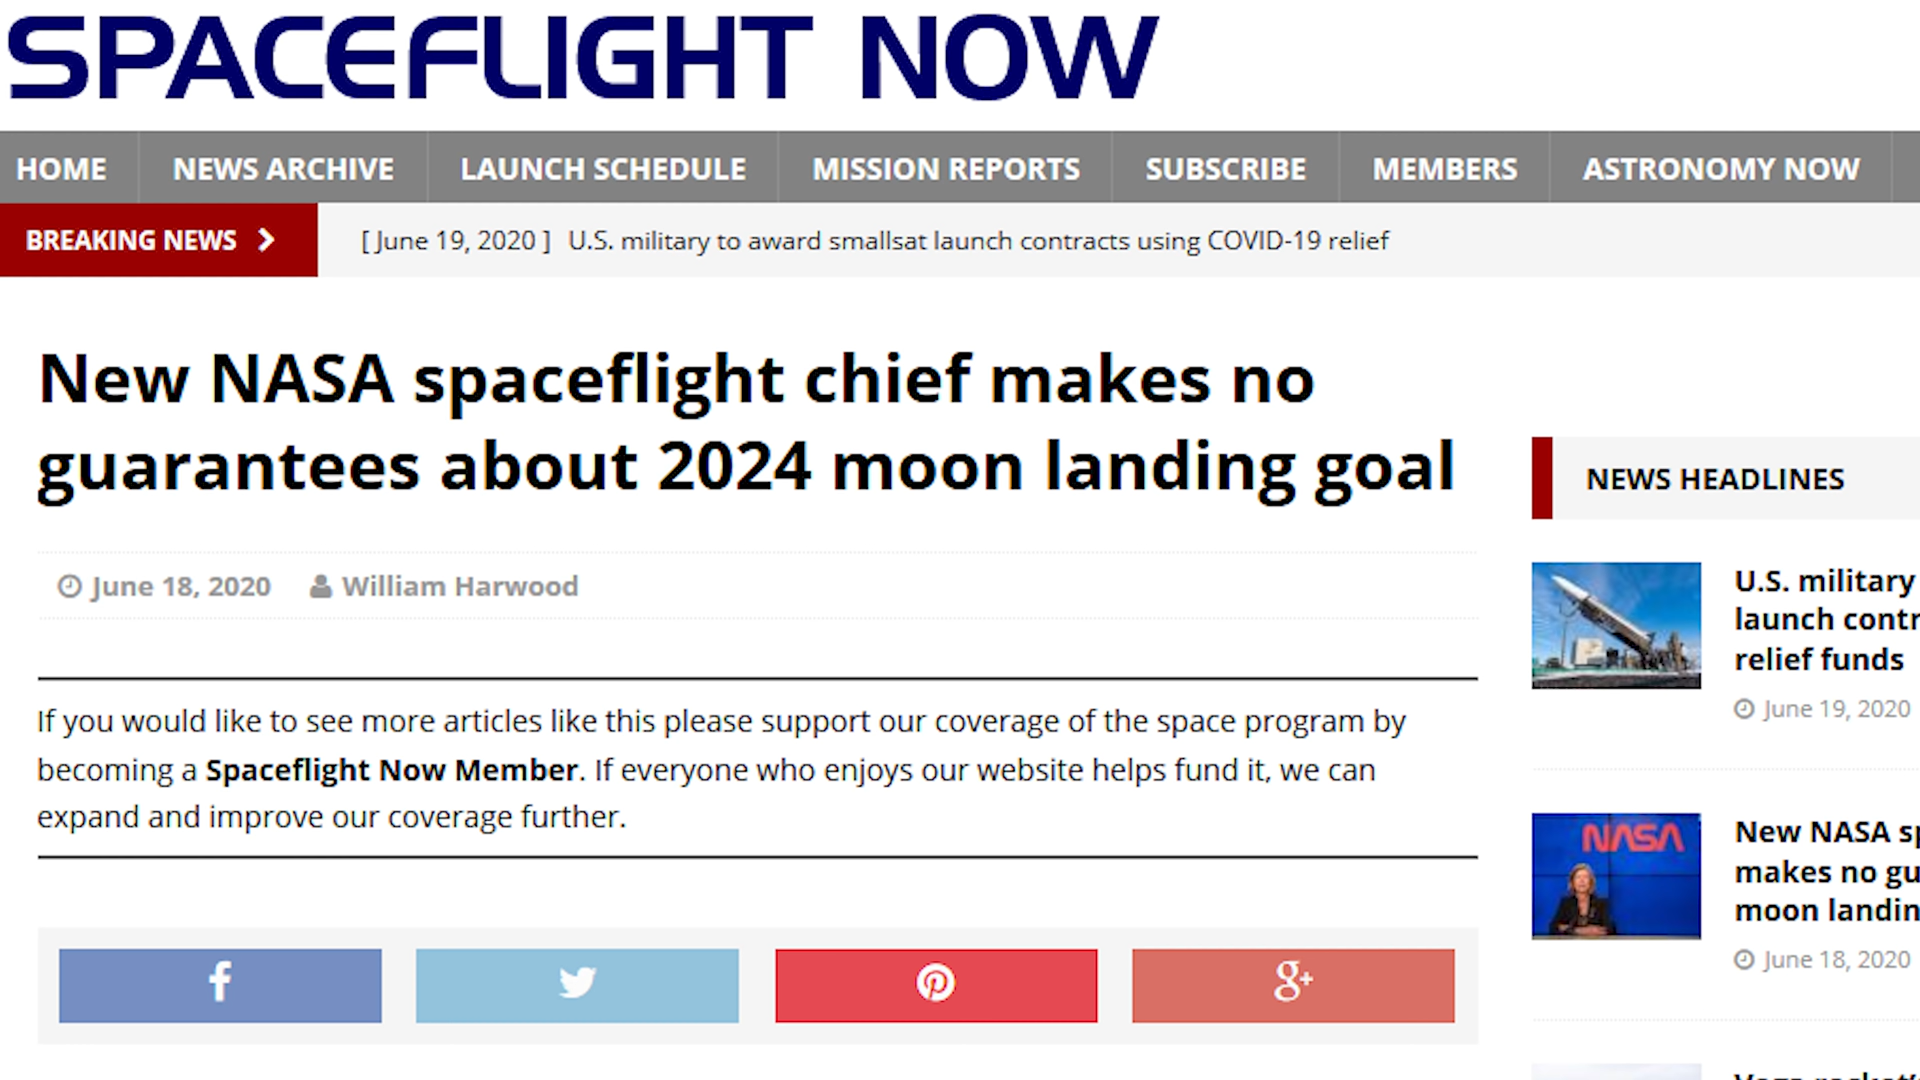 SPACEFLIGHT NOW
HOME NEWS ARCHIVE LAUNCH SCHEDULE MISSION REPORTS SUBSCRIBE MEMBERS ASTRONOMY NOW
BREAKING NEWS [ June 19, 2020 ] U.S. military to award smallsat launch contracts using COVID-19 relief
New NASA spaceflight chief makes no
guarantees about 2024 moon landing goal
June 18, 2020 William Harwood
If you would like to see more articles like this please support our coverage of the space program by
becoming a Spaceflight Now Member. If everyone who enjoys our website helps fund it, we can
expand and improve our coverage further.
f g+
NEWS HEADLINES
U.S. military
launch contr
relief funds
June 19, 2020
NASA
New NASA sp
makes no gu
moon landin
June 18, 2020